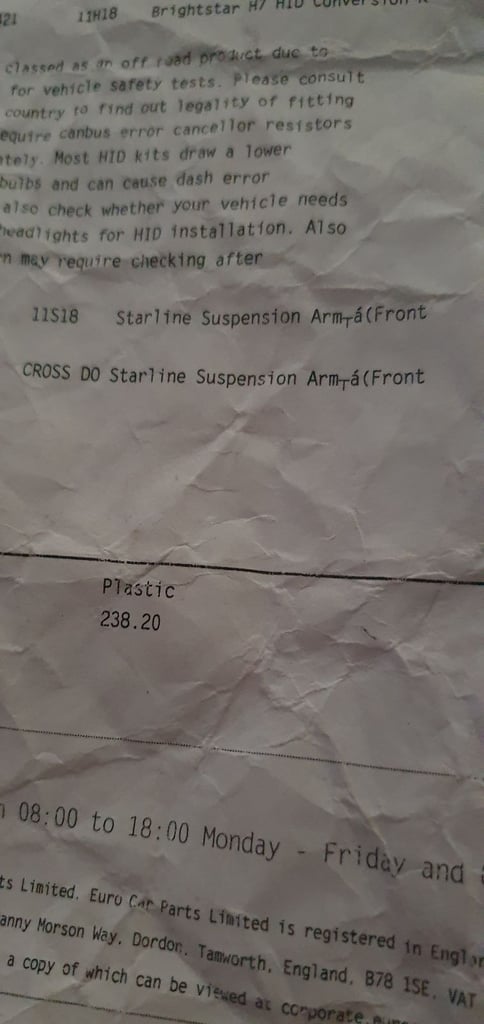 421 11H18 Brightstar H7 HID Conversion K
classed as an off road product due to
for vehicle safety tests. Please consult
country to find out legality of fitting
equire canbus error cancellor resistors
ately. Most HID kits draw a lower
bulbs and can cause dash error
also check whether your vehicle needs
headlights for HID installation. Also
n may require checking after
11S18 Starline Suspension Arm┬á(Front
CROSS DO Starline Suspension Arm┬á(Front
Plastic
238.20
08:00 to 18:00 Monday - Friday and
ts Limited. Euro Car Parts Limited is registered in Englan
anny Morson Way, Dordon, Tamworth, England, B78 1SE. VAT
a copy of which can be viewed at corporate.euro